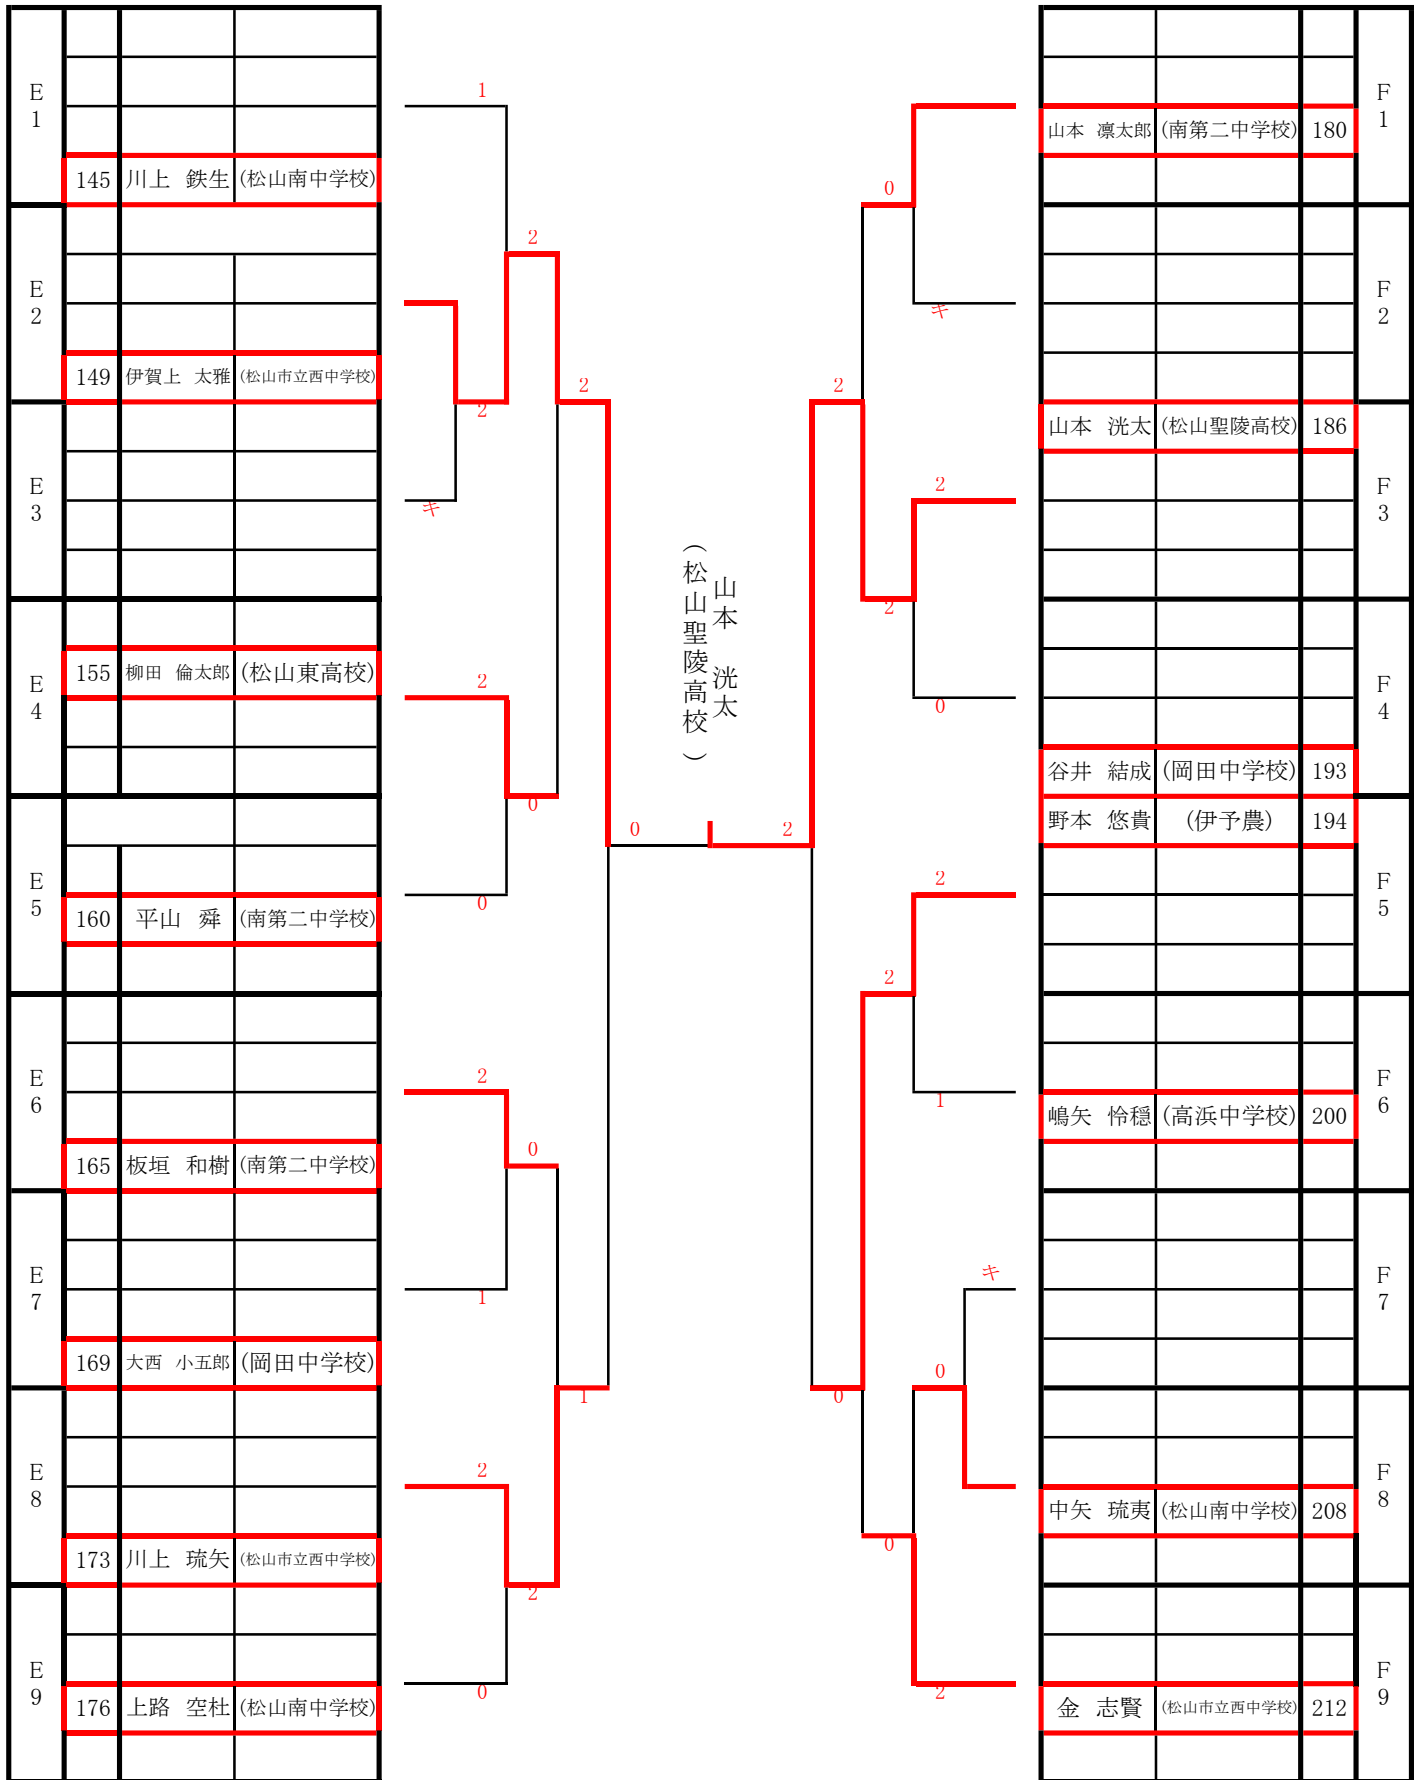 E
1
145 川上 鉄生 (松山南中学校)
E
2
149 伊賀上 太雅 (松山市立西中学校)
E
3
E
4
155 柳田 倫太郎 (松山東高校)
E
5
160 平山 舜 (南第二中学校)
E
6
165 板垣 和樹 (南第二中学校)
E
7
169 大西 小五郎 (岡田中学校)
E
8
173 川上 琉矢 (松山市立西中学校)
E
9
176 上路 空杜 (松山南中学校)
1
2
2
2
キ
2
0
0
2
0
1
1
2
2
0
0
2
山本 洸太
(松山聖陵高校)
0
キ
2
2
2
0
2
2
1
キ
0
0
0
2
F
1
山本 凛太郎 (南第二中学校) 180
F
2
F
3
山本 洸太 (松山聖陵高校) 186
F
4
谷井 結成 (岡田中学校) 193
F
5
野本 悠貴 (伊予農) 194
F
6
嶋矢 怜穏 (高浜中学校) 200
F
7
F
8
中矢 琉夷 (松山南中学校) 208
F
9
金 志賢 (松山市立西中学校) 212